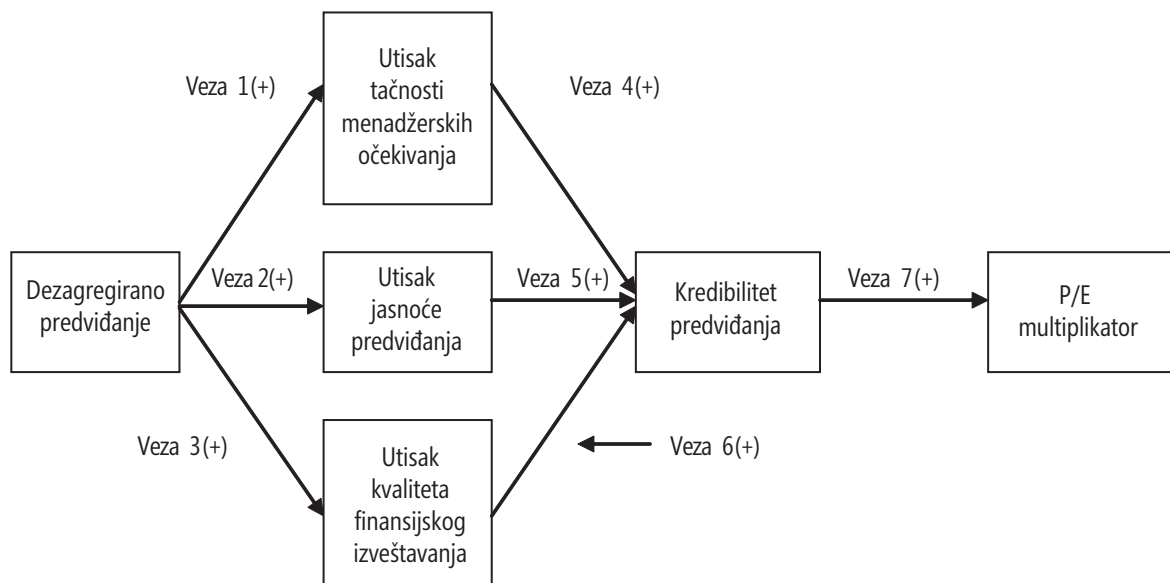 Utisak
tačnosti
menadžerskih
očekivanja
Veza 1(+)
Veza 4(+)
Dezagregirano
predviđanje
Veza 2(+)
Utisak
jasnoće
predviđanja
Veza 5(+)
Kredibilitet
predviđanja
Veza 7(+)
P/E
multiplikator
Veza 3(+)
Utisak
kvaliteta
finansijskog
izveštavanja
Veza 6(+)